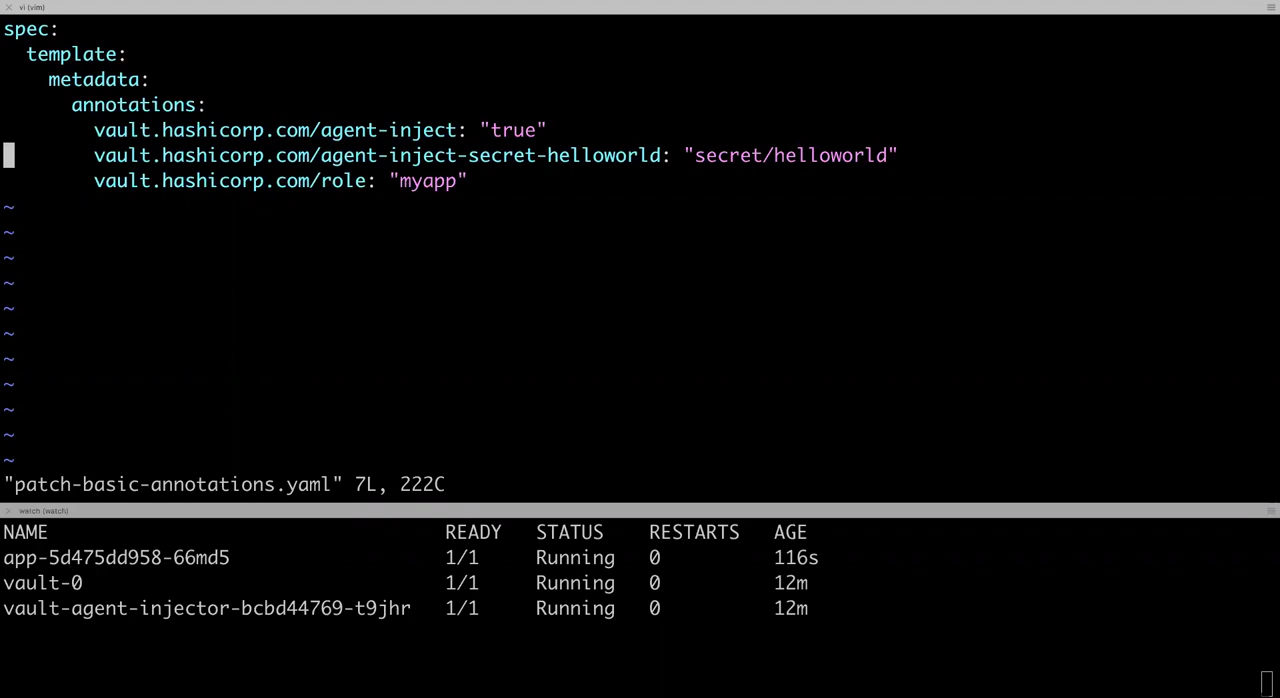 vi (vim)
spec:
  template:
    metadata:
      annotations:
        vault.hashicorp.com/agent-inject: "true"
        vault.hashicorp.com/agent-inject-secret-helloworld: "secret/helloworld"
        vault.hashicorp.com/role: "myapp"
~
~
~
~
~
~
~
~
~
~
~
"patch-basic-annotations.yaml" 7L, 222C
watch (watch)
NAME READY STATUS RESTARTS AGE
app-5d475dd958-66md5 1/1 Running 0 116s
vault-0 1/1 Running 0 12m
vault-agent-injector-bcbd44769-t9jhr 1/1 Running 0 12m